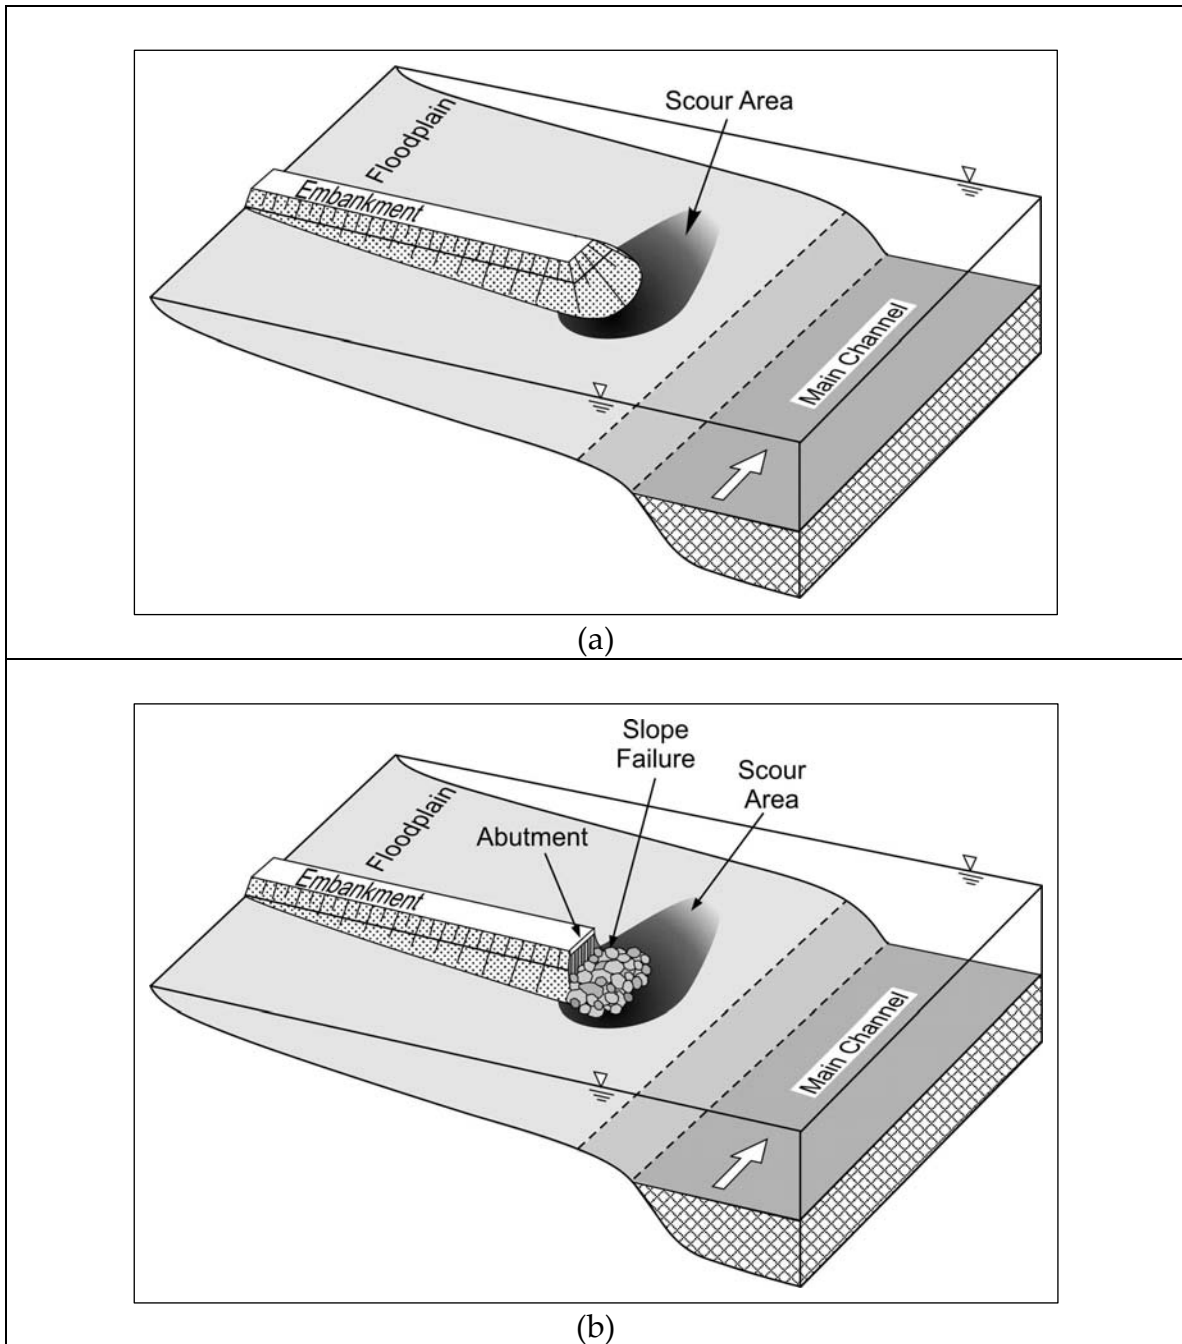 Scour Area
Floodplain
Embankment
Main Channel
(a)
Slope
Failure
Scour
Area
Abutment
Floodplain
Embankment
Main Channel
(b)